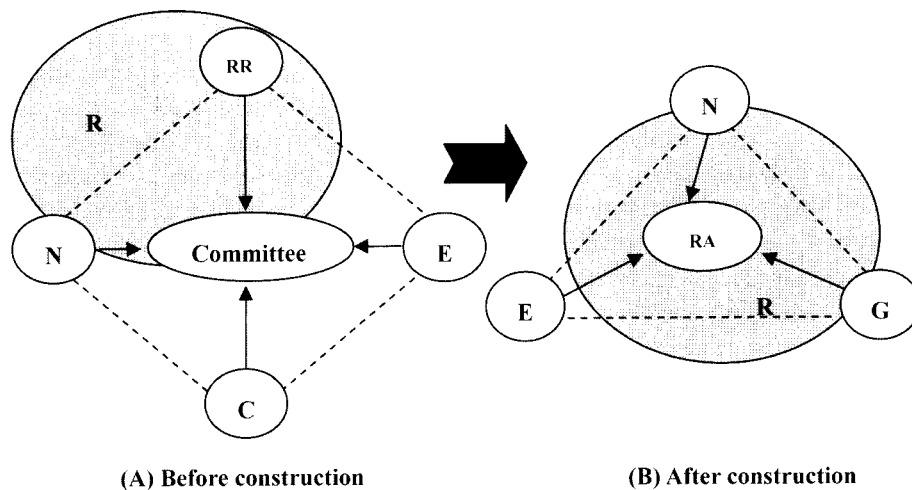 RR
R
N
Committee
E
C
(A) Before construction
N
RA
E
R
G
(B) After construction